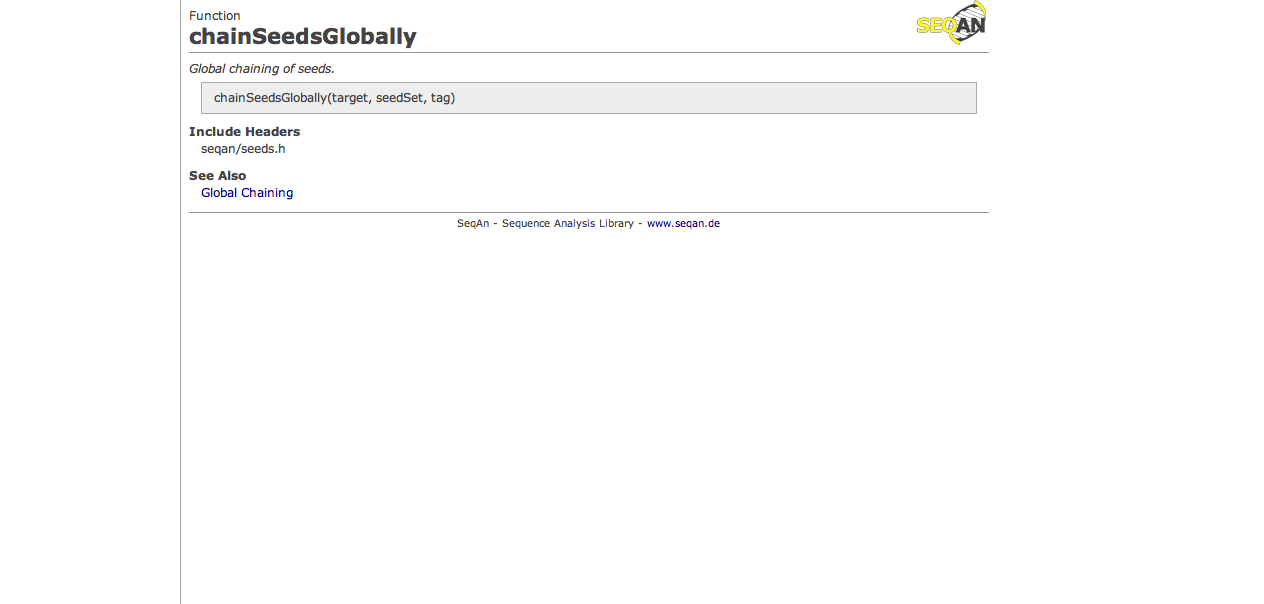 Function
SEQAN
chainSeedsGlobally
Global chaining of seeds.
chainSeedsGlobally(target, seedSet, tag)
Include Headers
seqan/seeds.h
See Also
Global Chaining
SeqAn - Sequence Analysis Library - www.seqan.de